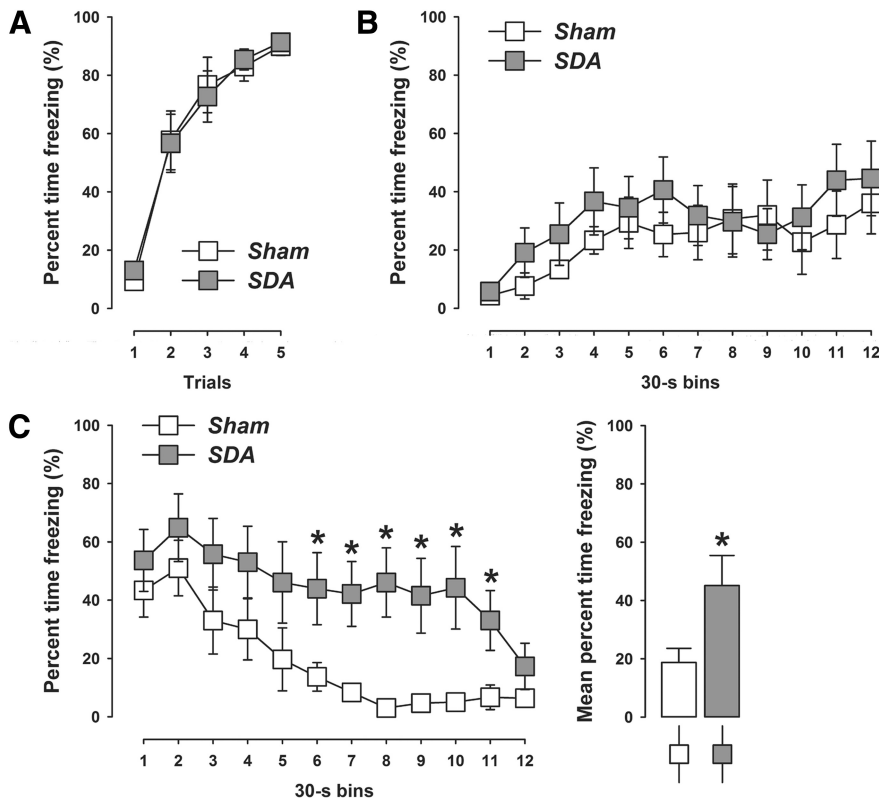 A
Percent time freezing (%)
100
80
60
40
20
0
Sham
SDA
1 2 3 4 5
Trials
B
Percent time freezing (%)
100
80
60
40
20
0
Sham
SDA
1 2 3 4 5 6 7 8 9 10 11 12
30-s bins
C
Percent time freezing (%)
100
80
60
40
20
0
Sham
SDA
* * * * * *
1 2 3 4 5 6 7 8 9 10 11 12
30-s bins
Mean percent time freezing (%)
100
80
60
40
20
0
*